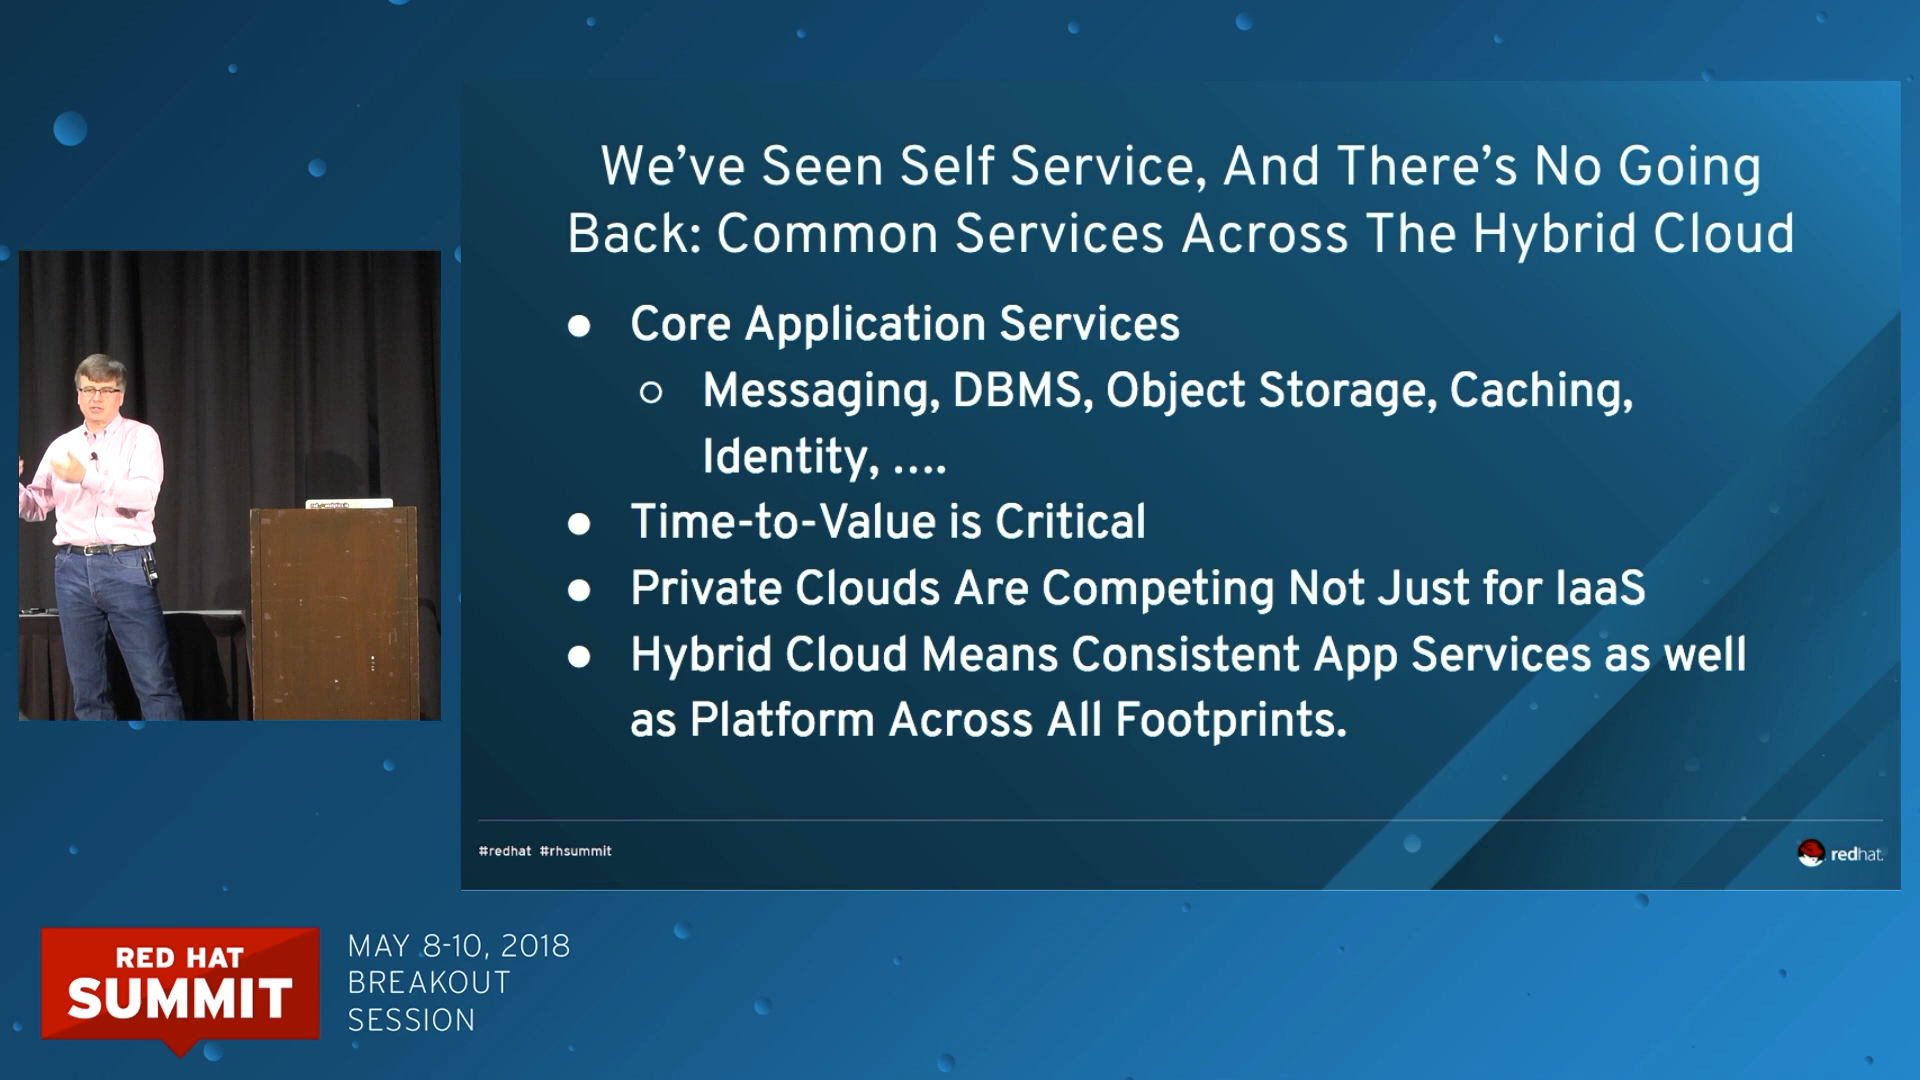 We've Seen Self Service, And There's No Going
Back: Common Services Across The Hybrid Cloud
● Core Application Services
○ Messaging, DBMS, Object Storage, Caching,
Identity, ....
● Time-to-Value is Critical
● Private Clouds Are Competing Not Just for IaaS
● Hybrid Cloud Means Consistent App Services as well
as Platform Across All Footprints.
#redhat #rhsummit
redhat.
RED HAT
SUMMIT
MAY 8-10, 2018
BREAKOUT
SESSION